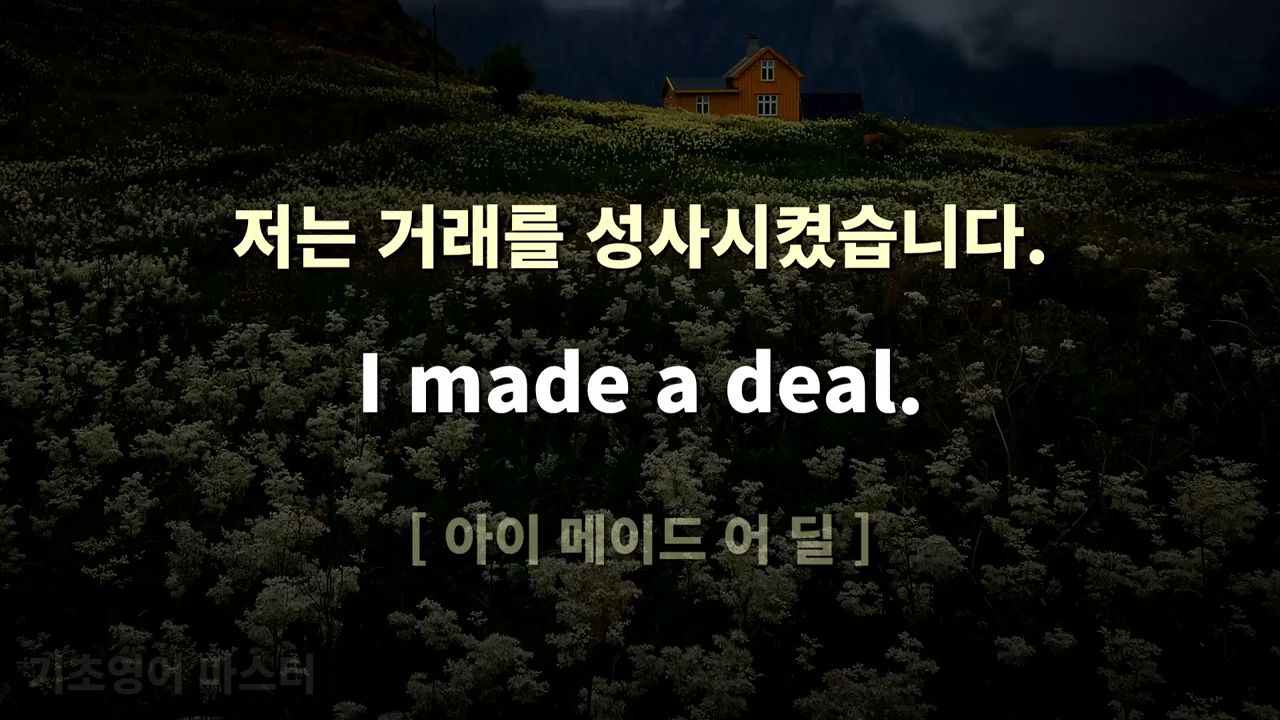 저는 거래를 성사시켰습니다.
I made a deal.
[ 아이 메이드 어 딜 ]
기초영어 마스터